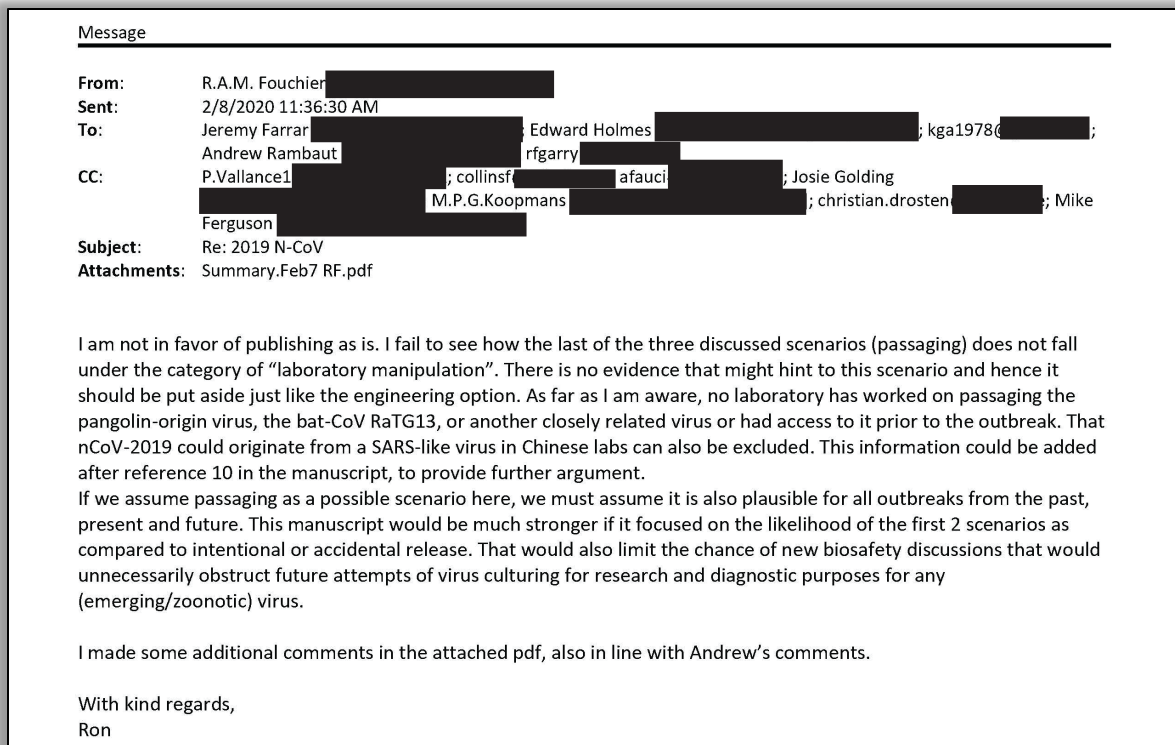 Message
From: R.A.M. Fouchier
Sent: 2/8/2020 11:36:30 AM
To: Jeremy Farrar ; Edward Holmes ; kga1978@ ;
Andrew Rambaut rfgarry
CC: P.Vallance1 ; collinsf afauci ; Josie Golding
M.P.G.Koopmans ; christian.drosten ; Mike
Ferguson
Subject: Re: 2019 N-CoV
Attachments: Summary.Feb7 RF.pdf
I am not in favor of publishing as is. I fail to see how the last of the three discussed scenarios (passaging) does not fall
under the category of “laboratory manipulation”. There is no evidence that might hint to this scenario and hence it
should be put aside just like the engineering option. As far as I am aware, no laboratory has worked on passaging the
pangolin-origin virus, the bat-CoV RaTG13, or another closely related virus or had access to it prior to the outbreak. That
nCoV-2019 could originate from a SARS-like virus in Chinese labs can also be excluded. This information could be added
after reference 10 in the manuscript, to provide further argument.
If we assume passaging as a possible scenario here, we must assume it is also plausible for all outbreaks from the past,
present and future. This manuscript would be much stronger if it focused on the likelihood of the first 2 scenarios as
compared to intentional or accidental release. That would also limit the chance of new biosafety discussions that would
unnecessarily obstruct future attempts of virus culturing for research and diagnostic purposes for any
(emerging/zoonotic) virus.
I made some additional comments in the attached pdf, also in line with Andrew’s comments.
With kind regards,
Ron